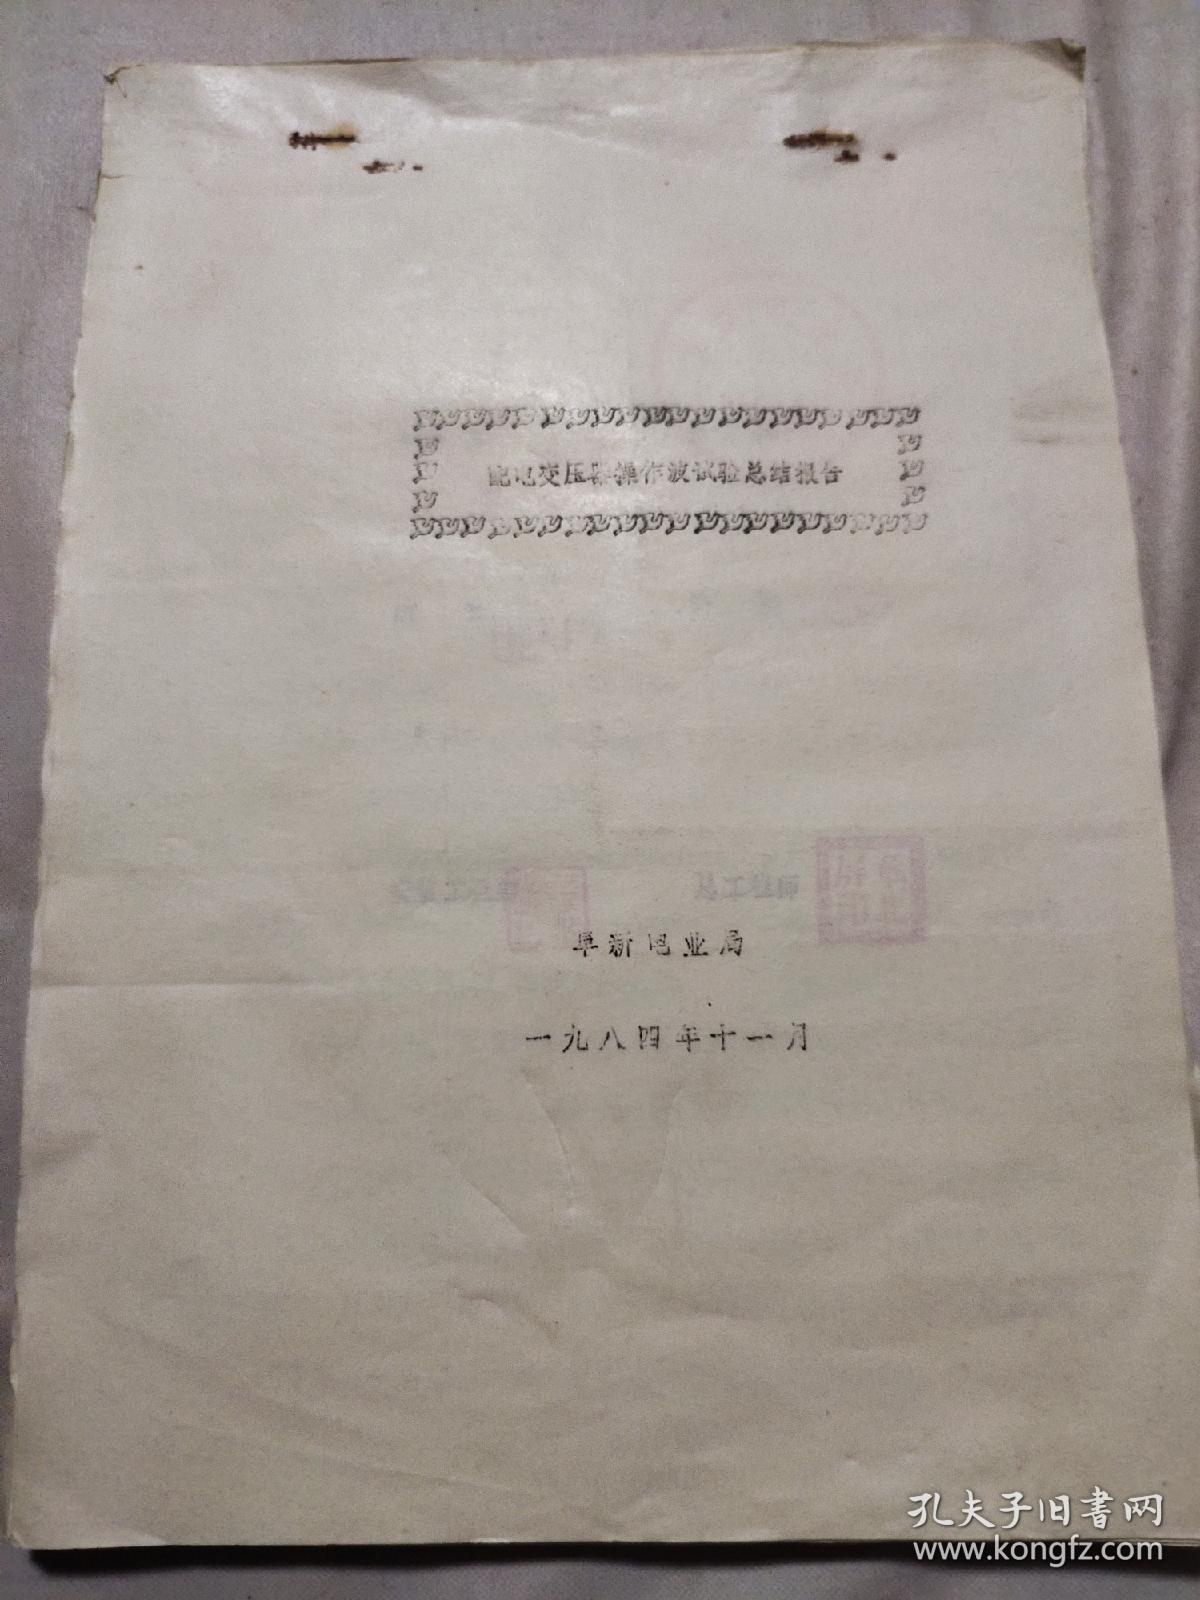 配电变压器操作波试验总结报告
总工程师
阜新电业局
一九八四年十一月
孔夫子旧書网
www.kongfz.com